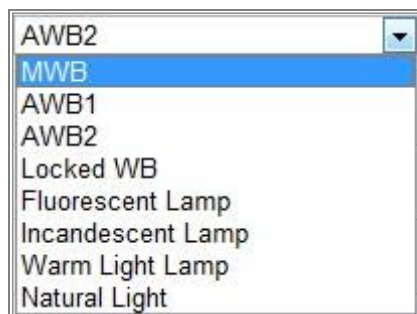 AWB2
MWB
AWB1
AWB2
Locked WB
Fluorescent Lamp
Incandescent Lamp
Warm Light Lamp
Natural Light